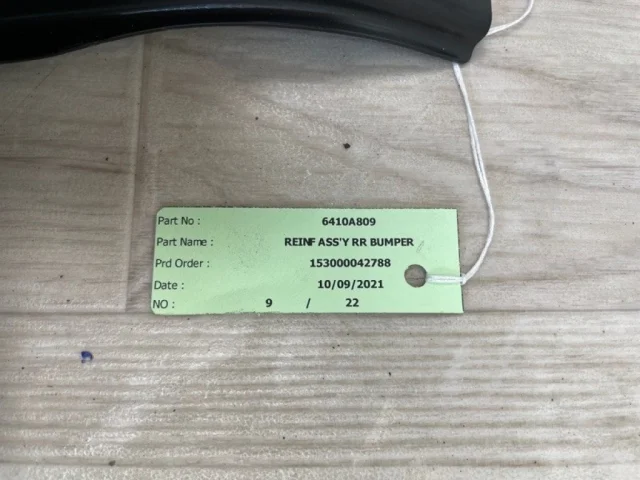 Part No : 6410A809
Part Name : REINF ASS'Y RR BUMPER
Prd Order : 153000042788
Date : 10/09/2021
NO : 9 / 22